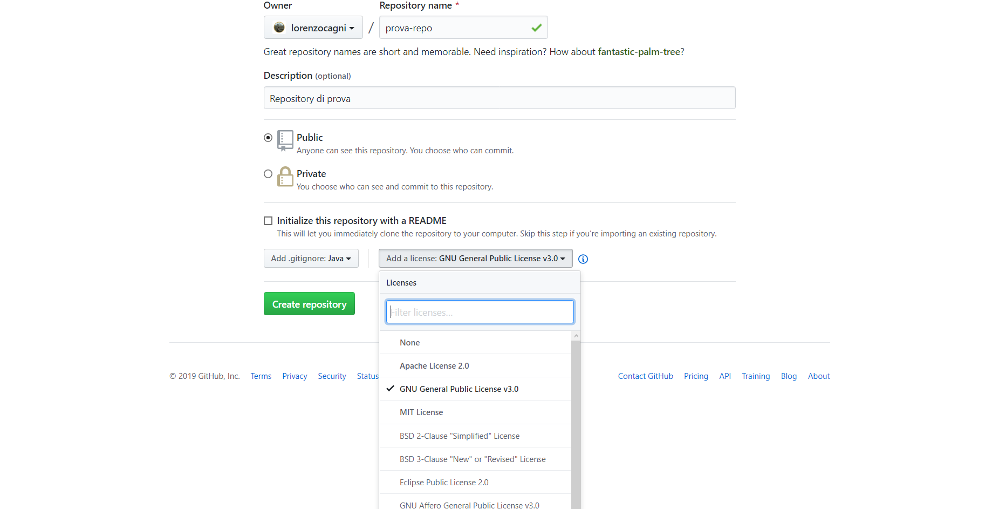 Owner
Repository name *
lorenzocagni / prova-repo
Great repository names are short and memorable. Need inspiration? How about fantastic-palm-tree?
Description (optional)
Repository di prova
Public
Anyone can see this repository. You choose who can commit.
Private
You choose who can see and commit to this repository.
Initialize this repository with a README
This will let you immediately clone the repository to your computer. Skip this step if you’re importing an existing repository.
Add .gitignore: Java
Add a license: GNU General Public License v3.0
Licenses
Create repository
Filter licenses...
None
Apache License 2.0
© 2019 GitHub, Inc. Terms Privacy Security Status
Contact GitHub Pricing API Training Blog About
GNU General Public License v3.0
MIT License
BSD 2-Clause "Simplified" License
BSD 3-Clause "New" or "Revised" License
Eclipse Public License 2.0
GNU Affero General Public License v3.0